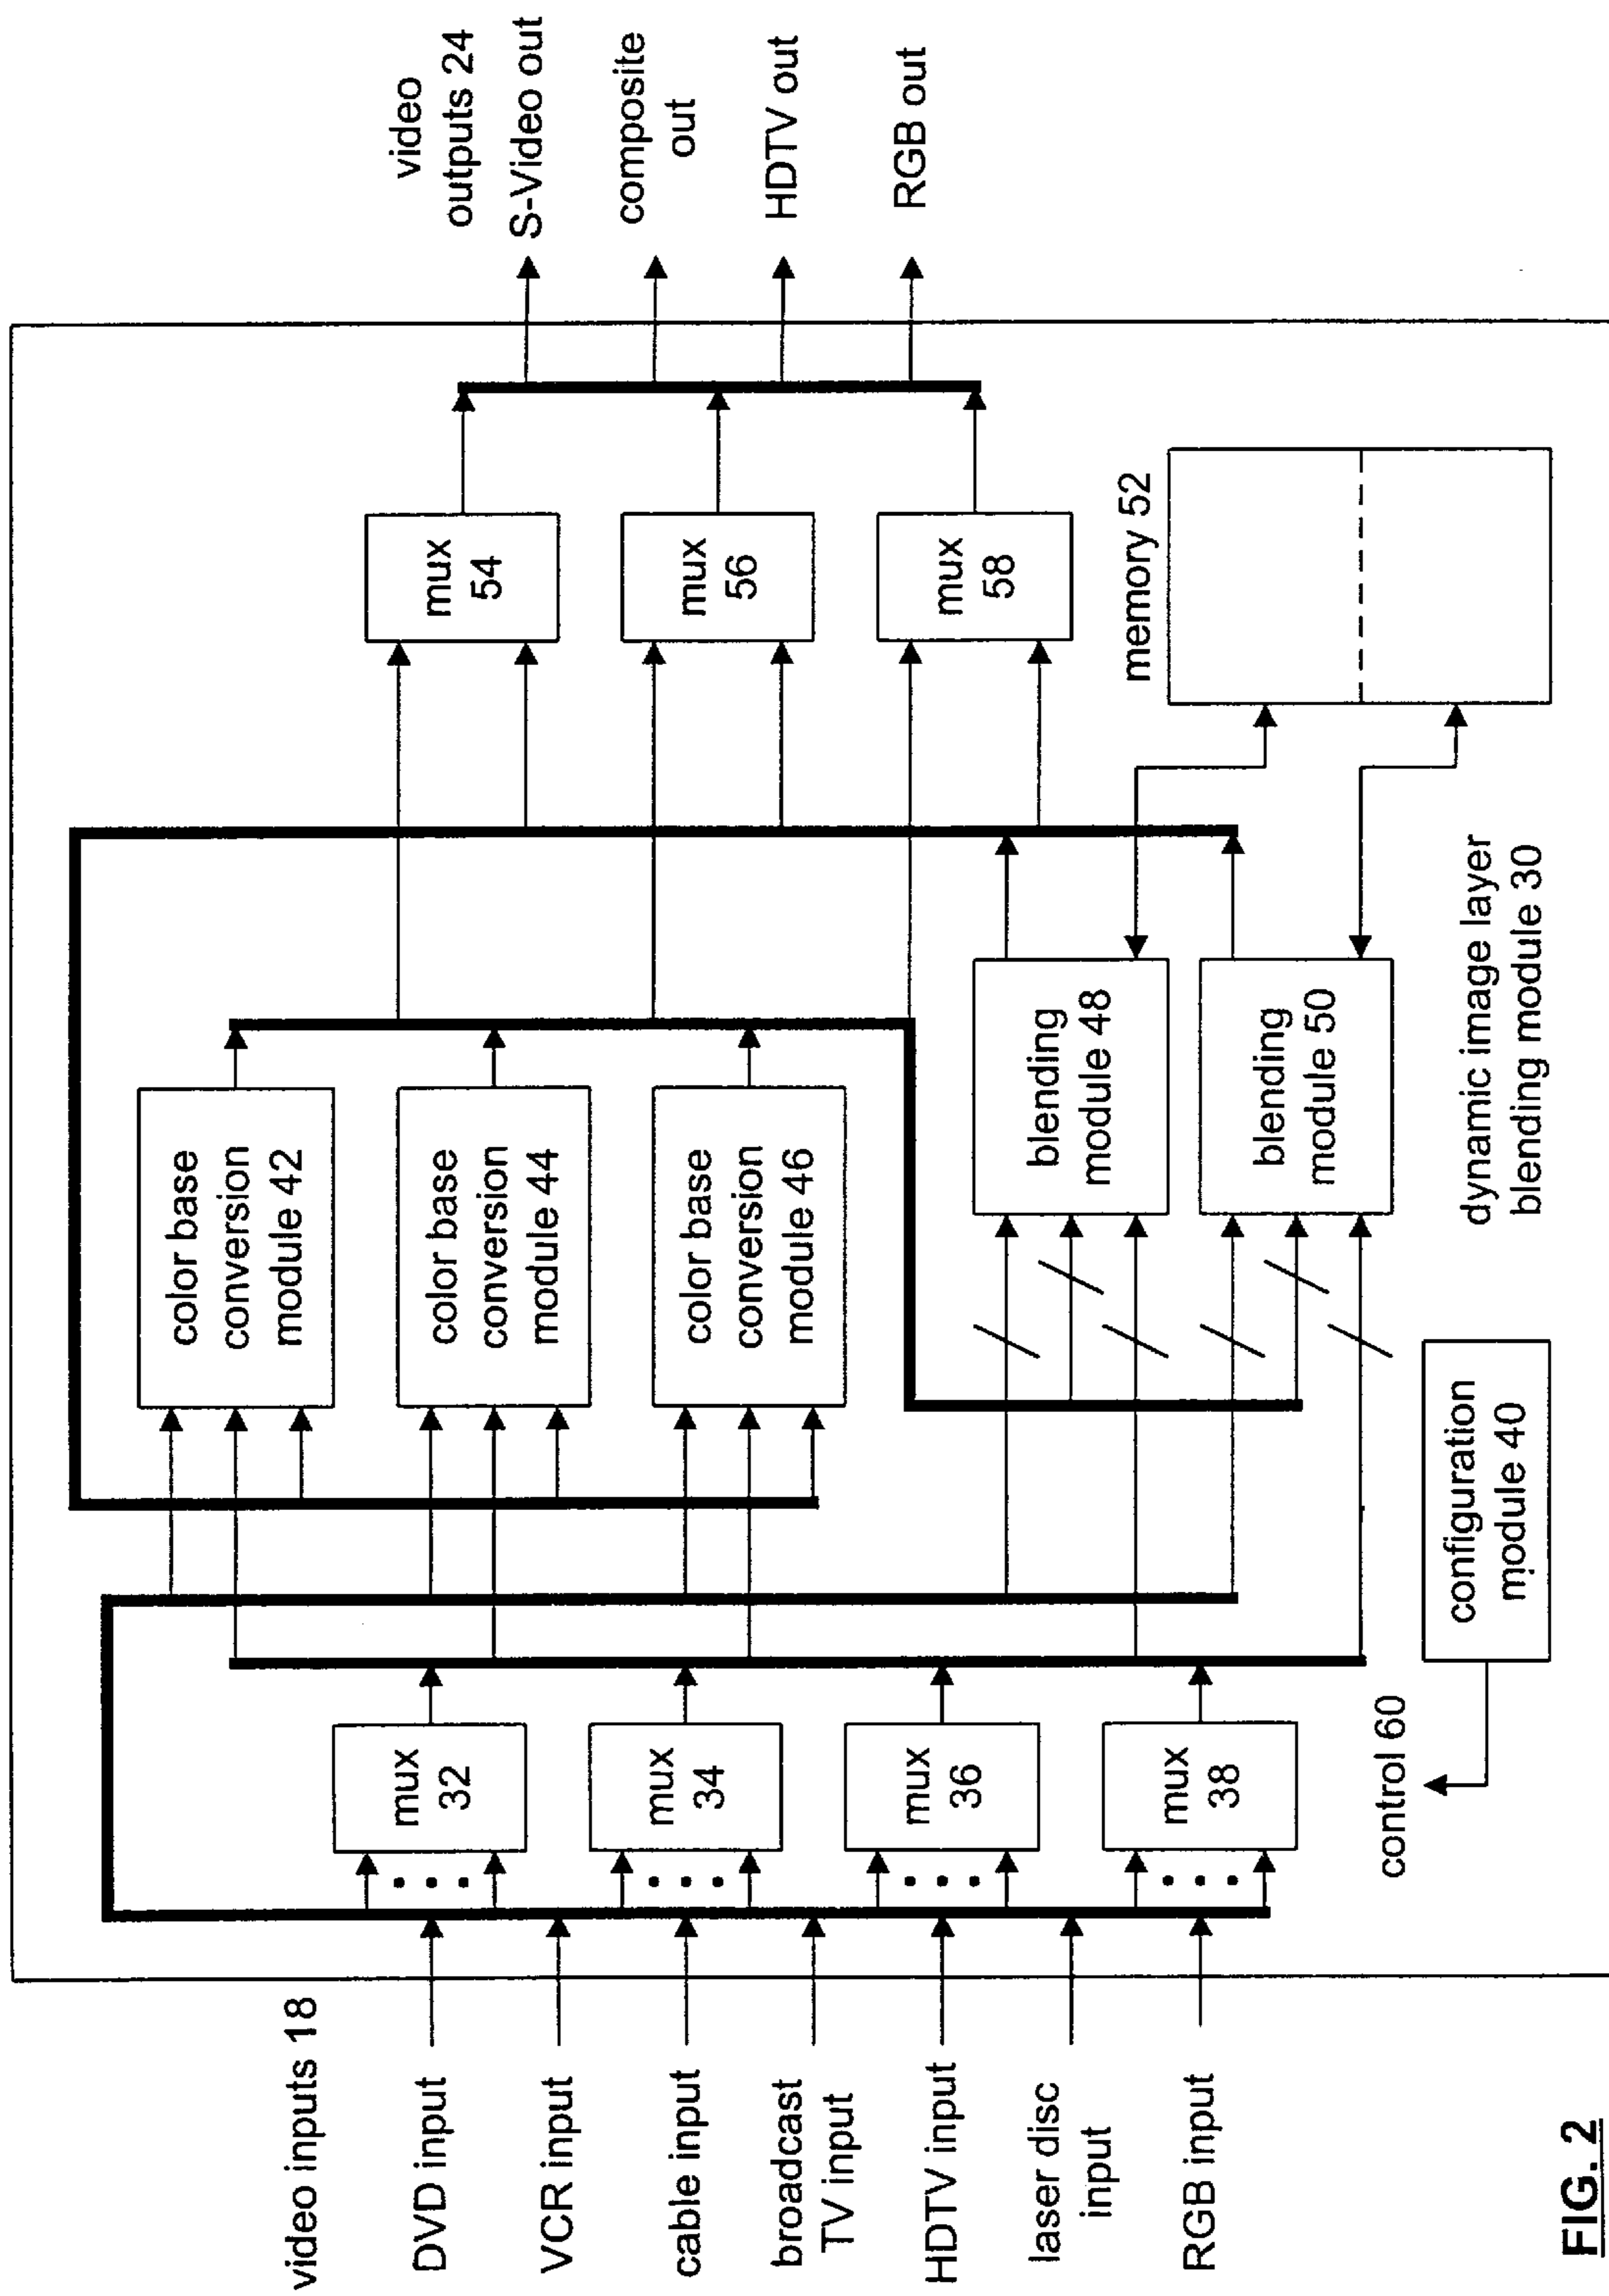 video inputs 18
DVD input
VCR input
cable input
broadcast
TV input
HDTV input
laser disc
input
RGB input
mux
32
mux
34
mux
36
mux
38
control 60
configuration
module 40
color base
conversion
module 42
color base
conversion
module 44
color base
conversion
module 46
blending
module 48
blending
module 50
dynamic image layer
blending module 30
mux
54
mux
56
mux
58
memory 52
video
outputs 24
S-Video out
composite
out
HDTV out
RGB out
FIG. 2